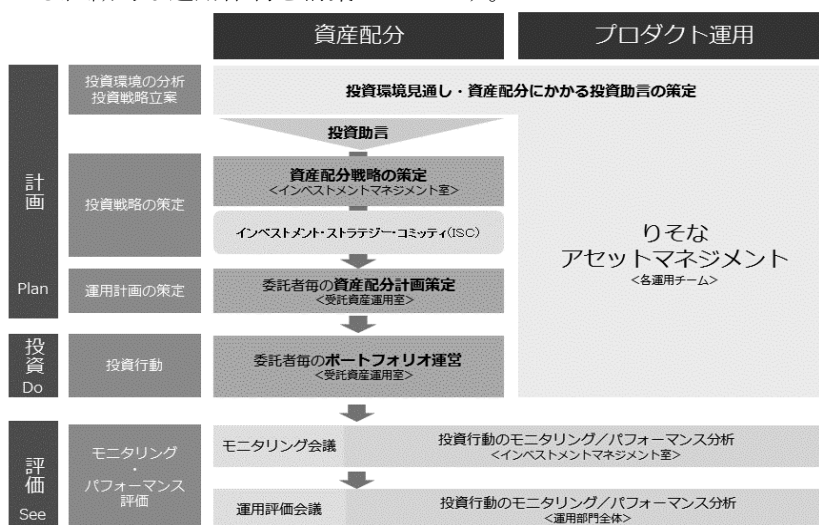 資産配分
プロダクト運用
計画
Plan
投資環境の分析
投資戦略立案
投資環境見通し・資産配分にかかる投資助言の策定
投資助言
投資戦略の策定
資産配分戦略の策定
<インベストメントマネジメント室>
インベストメント・ストラテジー・コミッティ(ISC)
りそな
アセットマネジメント
<各運用チーム>
運用計画の策定
委託者毎の資産配分計画策定
<受託資産運用室>
投資
Do
投資行動
委託者毎のポートフォリオ運営
<受託資産運用室>
評価
See
モニタリング
・
パフォーマンス
評価
モニタリング会議
投資行動のモニタリング／パフォーマンス分析
<インベストメントマネジメント室>
運用評価会議
投資行動のモニタリング／パフォーマンス分析
<運用部門全体>